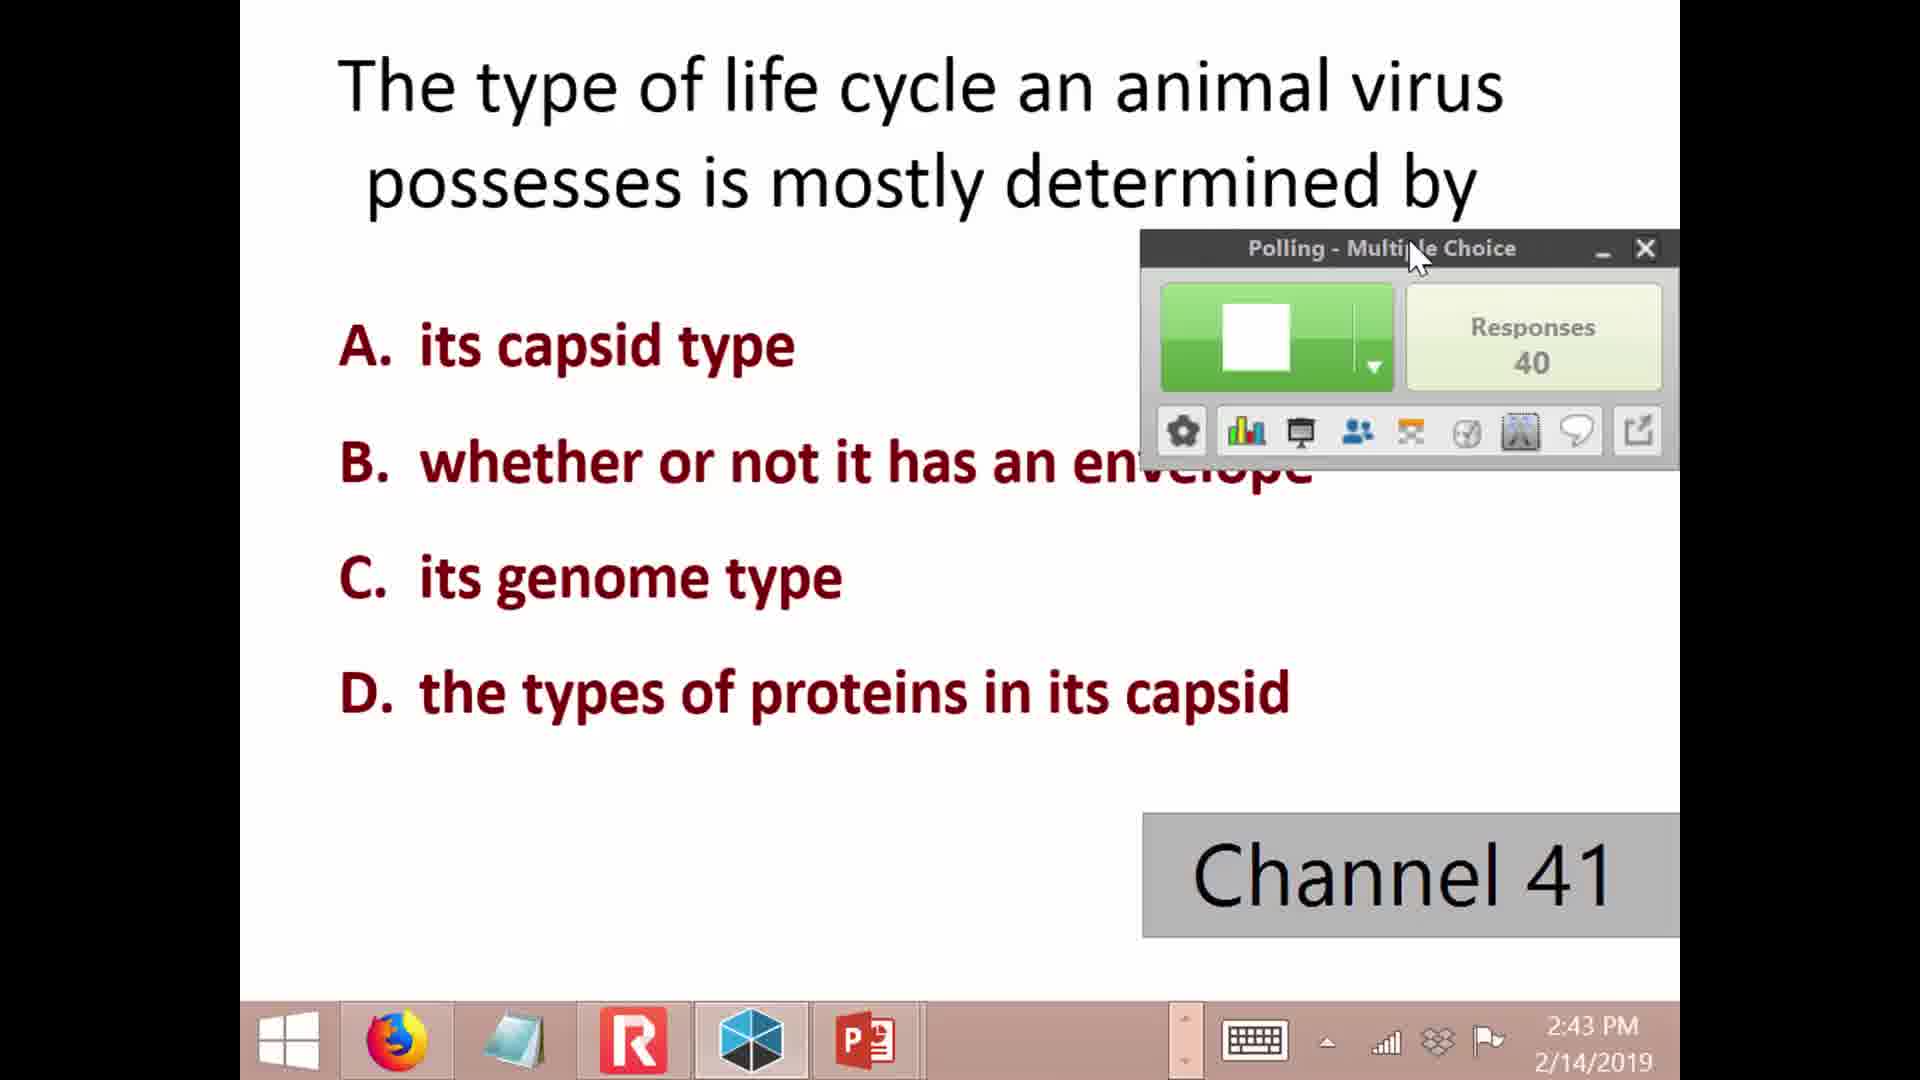 The type of life cycle an animal virus
possesses is mostly determined by
Polling - Multiple Choice
Responses
40
A. its capsid type
B. whether or not it has an envelope
C. its genome type
D. the types of proteins in its capsid
Channel 41
2:43 PM
2/14/2019